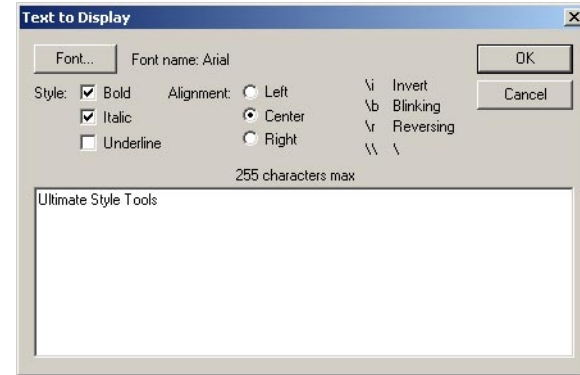 Text to Display
Font... Font name: Arial OK
Style: Bold Alignment: Left \i Invert Cancel
Italic Center \b Blinking
Underline Right \r Reversing
\\ \
255 characters max
Ultimate Style Tools